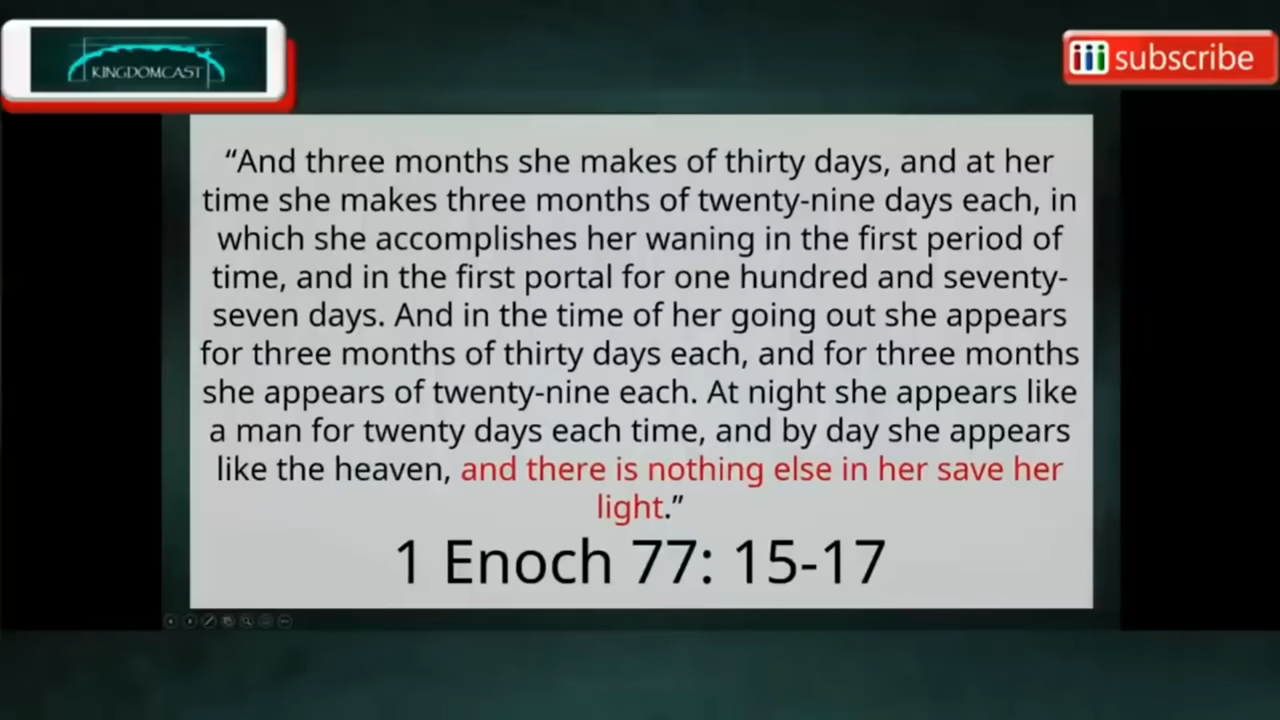 KINGDOMCAST
subscribe
“And three months she makes of thirty days, and at her
time she makes three months of twenty-nine days each, in
which she accomplishes her waning in the first period of
time, and in the first portal for one hundred and seventy-
seven days. And in the time of her going out she appears
for three months of thirty days each, and for three months
she appears of twenty-nine each. At night she appears like
a man for twenty days each time, and by day she appears
like the heaven, and there is nothing else in her save her
light.”
1 Enoch 77: 15-17